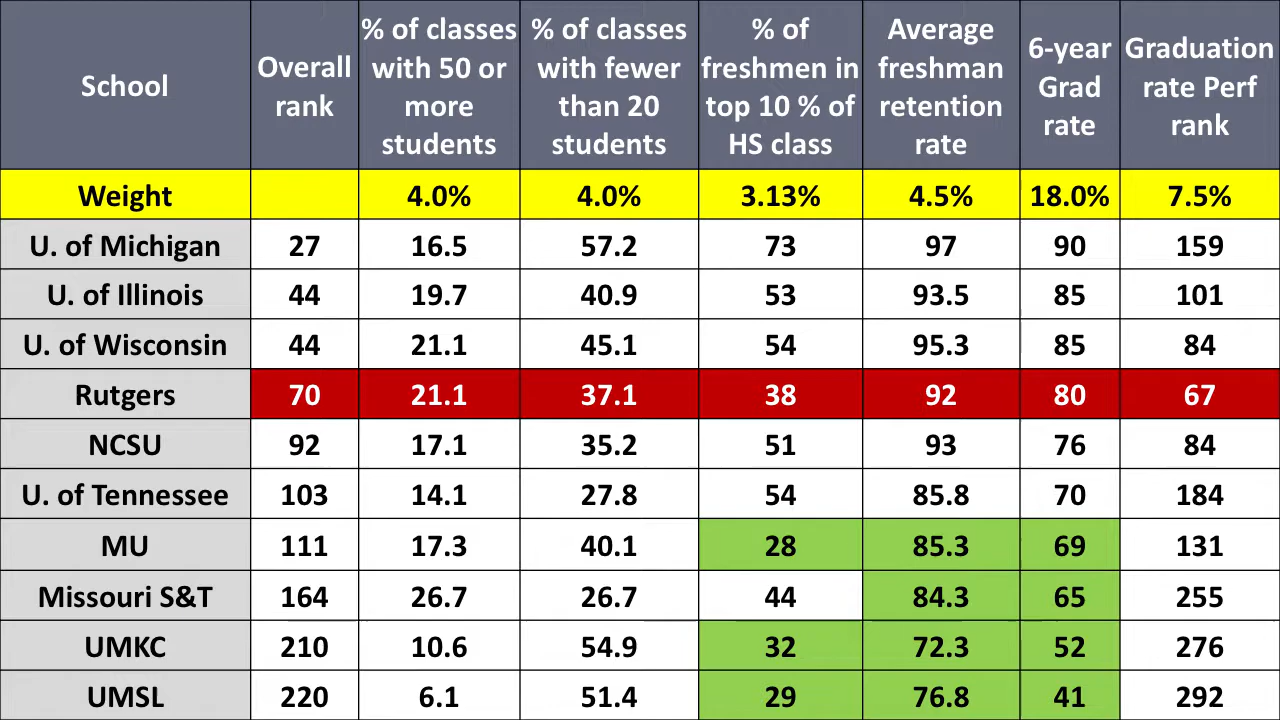 School Overall rank % of classes with 50 or more students % of classes with fewer than 20 students % of freshmen in top 10 % of HS class Average freshman retention rate 6-year Grad rate Graduation rate Perf rank
Weight 4.0% 4.0% 3.13% 4.5% 18.0% 7.5%
U. of Michigan 27 16.5 57.2 73 97 90 159
U. of Illinois 44 19.7 40.9 53 93.5 85 101
U. of Wisconsin 44 21.1 45.1 54 95.3 85 84
Rutgers 70 21.1 37.1 38 92 80 67
NCSU 92 17.1 35.2 51 93 76 84
U. of Tennessee 103 14.1 27.8 54 85.8 70 184
MU 111 17.3 40.1 28 85.3 69 131
Missouri S&T 164 26.7 26.7 44 84.3 65 255
UMKC 210 10.6 54.9 32 72.3 52 276
UMSL 220 6.1 51.4 29 76.8 41 292